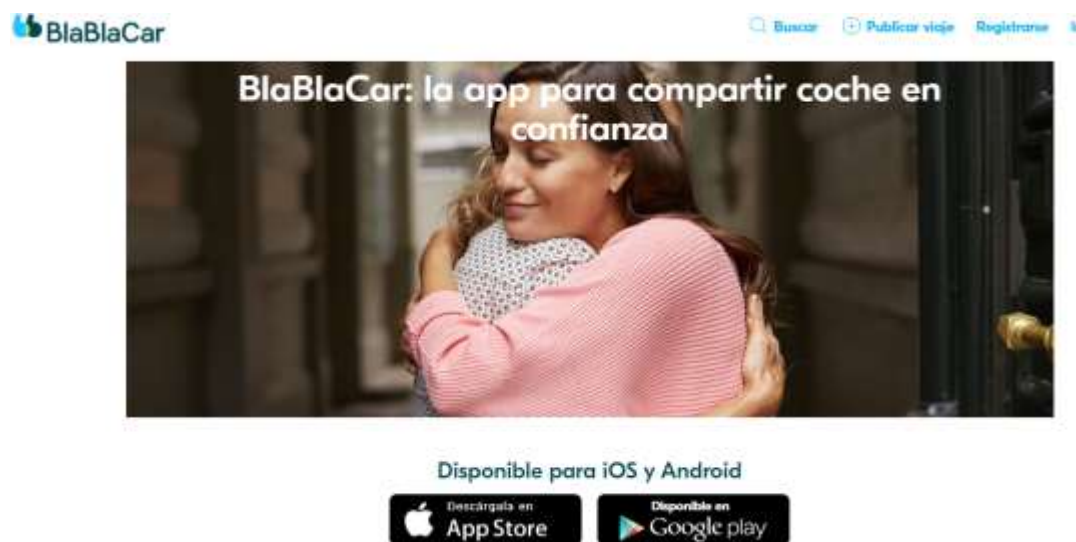 BlaBlaCar
Buscar
Publicar viaje
Registrarse
BlaBlaCar: la app para compartir coche en
confianza
Disponible para iOS y Android
Descárgala en
App Store
Disponible en
Google play